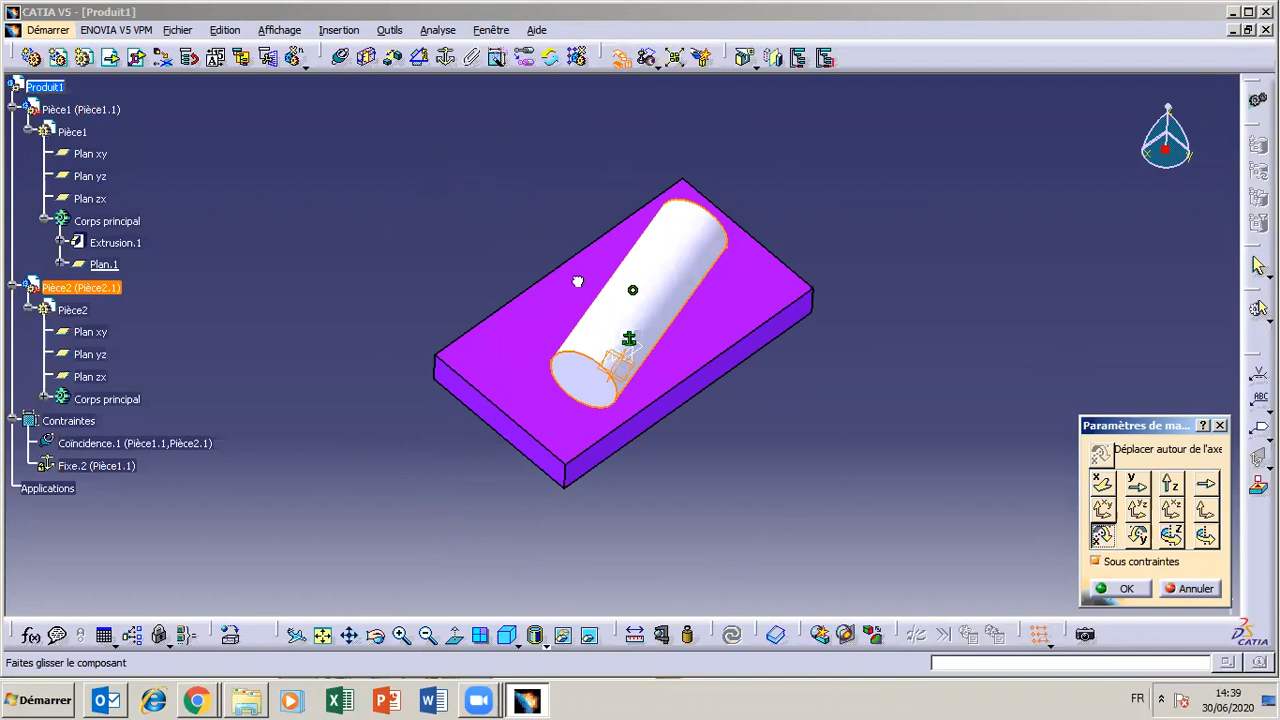 CATIA V5 - [Produit1]
Démarrer ENOVIA V5 VPM Fichier Edition Affichage Insertion Outils Analyse Fenêtre Aide
Produit1
Pièce1 (Pièce1.1)
Pièce1
Plan xy
Plan yz
Plan zx
Corps principal
Extrusion.1
Plan.1
Pièce2 (Pièce2.1)
Pièce2
Plan xy
Plan yz
Plan zx
Corps principal
Contraintes
Coïncidence.1 (Pièce1.1,Pièce2.1)
Fixe.2 (Pièce1.1)
Applications
ABC
Paramètres de ma...
Déplacer autour de l'axe
Sous contraintes
OK Annuler
f(x)
CATIA
Faites glisser le composant
Démarrer
FR
14:39
30/06/2020